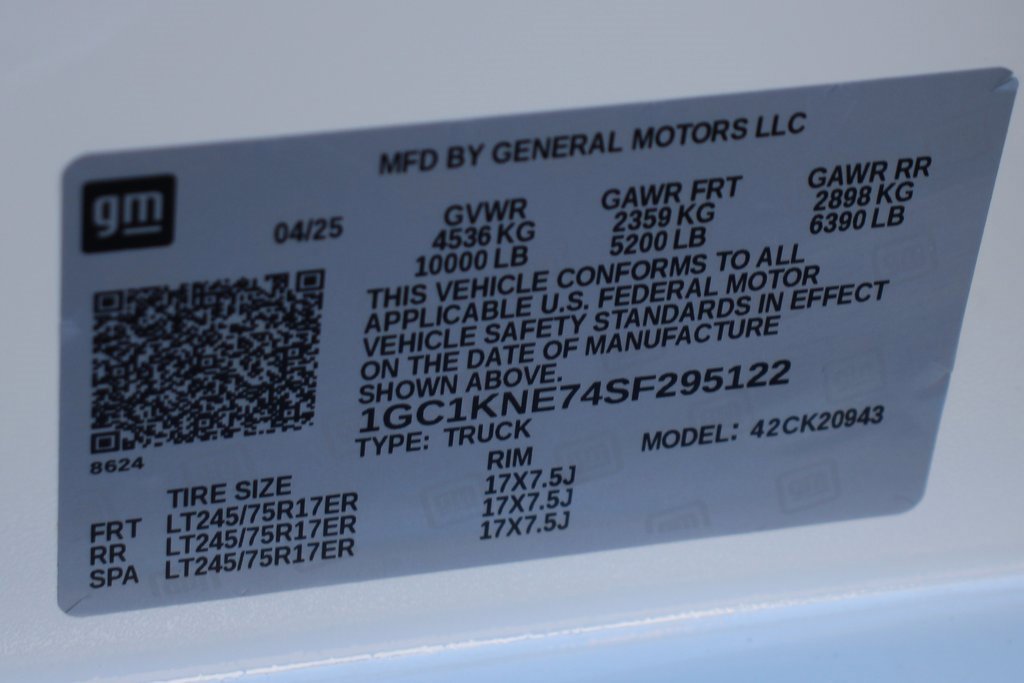 MFD BY GENERAL MOTORS LLC
gm
04/25
GVWR GAWR FRT GAWR RR
4536 KG 2359 KG 2898 KG
10000 LB 5200 LB 6390 LB
THIS VEHICLE CONFORMS TO ALL
APPLICABLE U.S. FEDERAL MOTOR
VEHICLE SAFETY STANDARDS IN EFFECT
ON THE DATE OF MANUFACTURE
SHOWN ABOVE.
1GC1KNE74SF295122
TYPE: TRUCK MODEL: 42CK20943
8624
TIRE SIZE RIM
FRT LT245/75R17ER 17X7.5J
RR LT245/75R17ER 17X7.5J
SPA LT245/75R17ER 17X7.5J